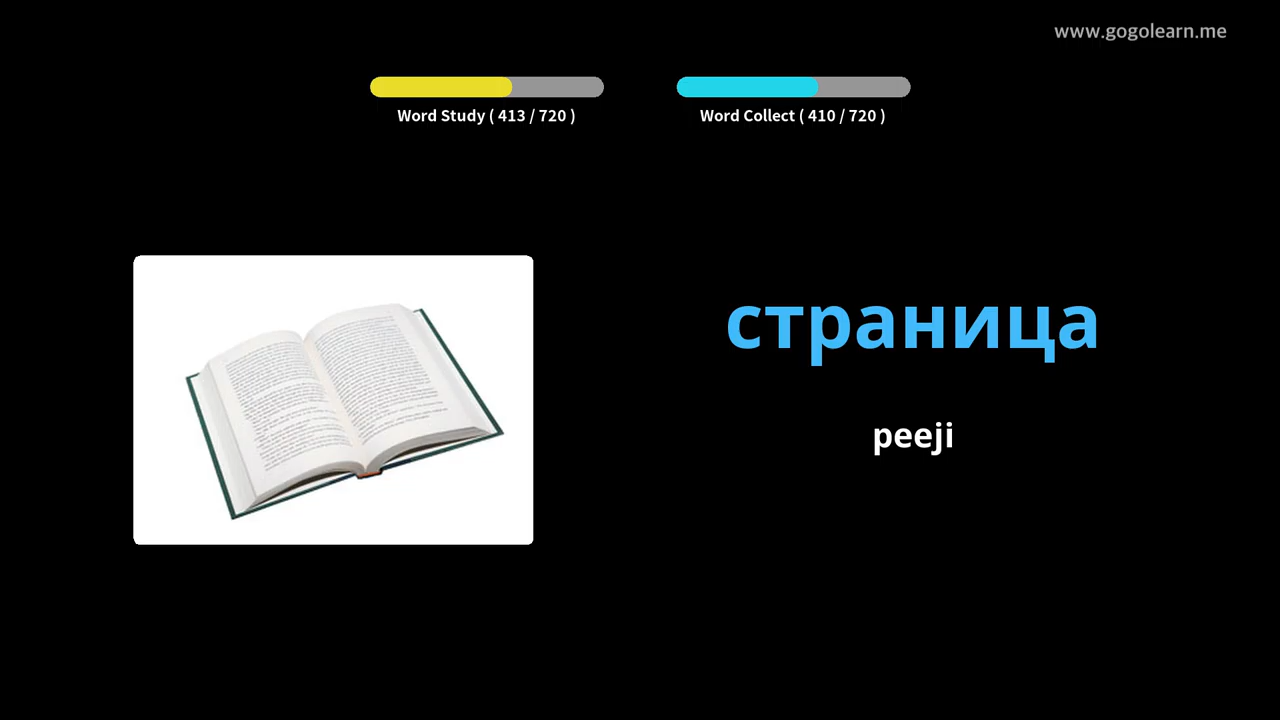 www.gogolearn.me
Word Study ( 413 / 720 )
Word Collect ( 410 / 720 )
страница
peeji